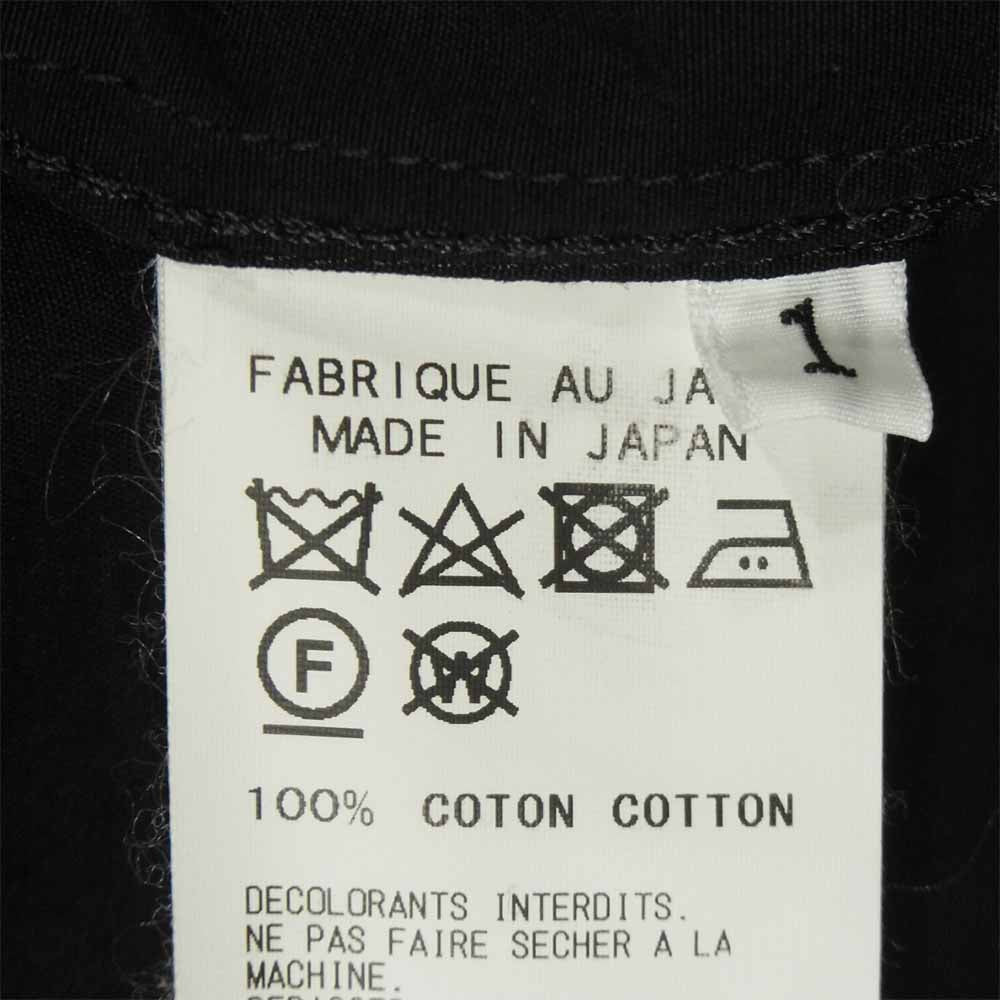 1
FABRIQUE AU JA
MADE IN JAPAN
F
W
100% COTON COTTON
DECOLORANTS INTERDITS.
NE PAS FAIRE SECHER A LA
MACHINE.